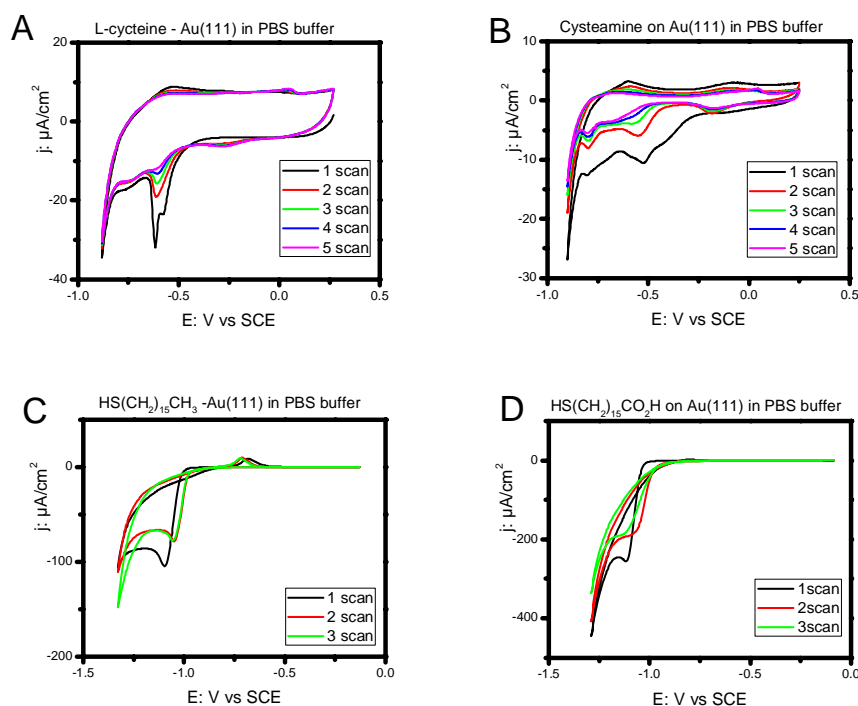 A
L-cycteine - Au(111) in PBS buffer
20
10
0
-20
-40
j: μA/cm²
-1.0
-0.5
0.0
0.5
E: V vs SCE
1 scan
2 scan
3 scan
4 scan
5 scan
B
Cysteamine on Au(111) in PBS buffer
10
0
-10
-20
-30
j: μA/cm²
-1.0
-0.5
0.0
0.5
E: V vs SCE
1 scan
2 scan
3 scan
4 scan
5 scan
C
HS(CH₂)₁₅CH₃ -Au(111) in PBS buffer
0
-100
-200
j: μA/cm²
-1.5
-1.0
-0.5
0.0
E: V vs SCE
1 scan
2 scan
3 scan
D
HS(CH₂)₁₅CO₂H on Au(111) in PBS buffer
0
-200
-400
j: μA/cm²
-1.5
-1.0
-0.5
0.0
E: V vs SCE
1scan
2scan
3scan